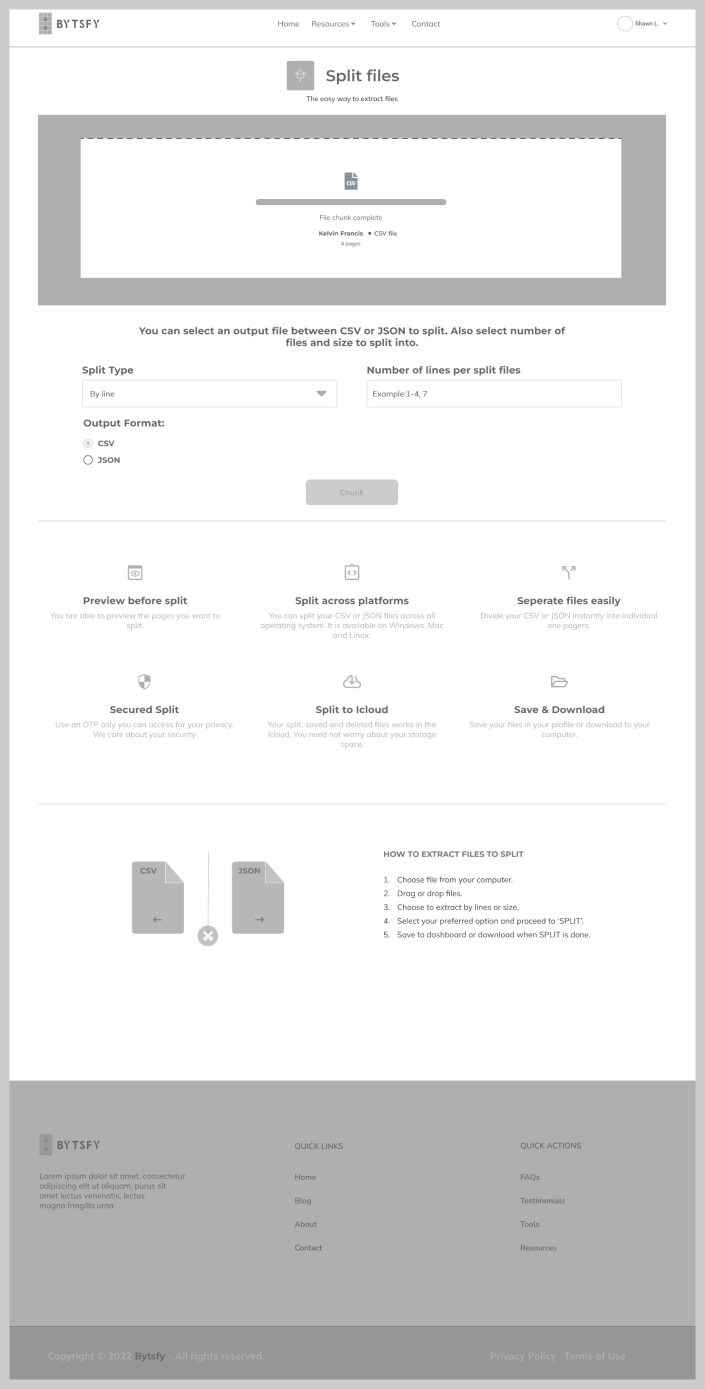 BYTSFY
Home Resources Tools Contact
Shawn L.
Split files
The easy way to extract files
CSV
File chunk complete
Kelvin Francis • CSV file
4 pages
You can select an output file between CSV or JSON to split. Also select number of
files and size to split into.
Split Type
By line
Number of lines per split files
Example:1-4, 7
Output Format:
CSV
JSON
Chunk
Preview before split
You are able to preview the pages you want to
split.
Split across platforms
You can split your CSV or JSON files across all
operating system. It is available on Windows, Mac
and Linux.
Seperate files easily
Divide your CSV or JSON instantly into individual
one pagers.
Secured Split
Use an OTP only you can access for your privacy.
We care about your security
Split to Icloud
Your split, saved and deleted files works in the
Icloud. You need not worry about your storage
space.
Save & Download
Save your files in your profile or download to your
computer.
CSV
JSON
HOW TO EXTRACT FILES TO SPLIT
1. Choose file from your computer.
2. Drag or drop files.
3. Choose to extract by lines or size.
4. Select your preferred option and proceed to ‘SPLIT’.
5. Save to dashboard or download when SPLIT is done.
BYTSFY
Lorem ipsum dolor sit amet, consectetur
adipiscing elit ut aliquam, purus sit
amet luctus venenatis, lectus
magna fringilla urna
QUICK LINKS
Home
Blog
About
Contact
QUICK ACTIONS
FAQs
Testimonials
Tools
Resources
Copyright © 2022 Bytsfy - All rights reserved.
Privacy Policy Terms of Use